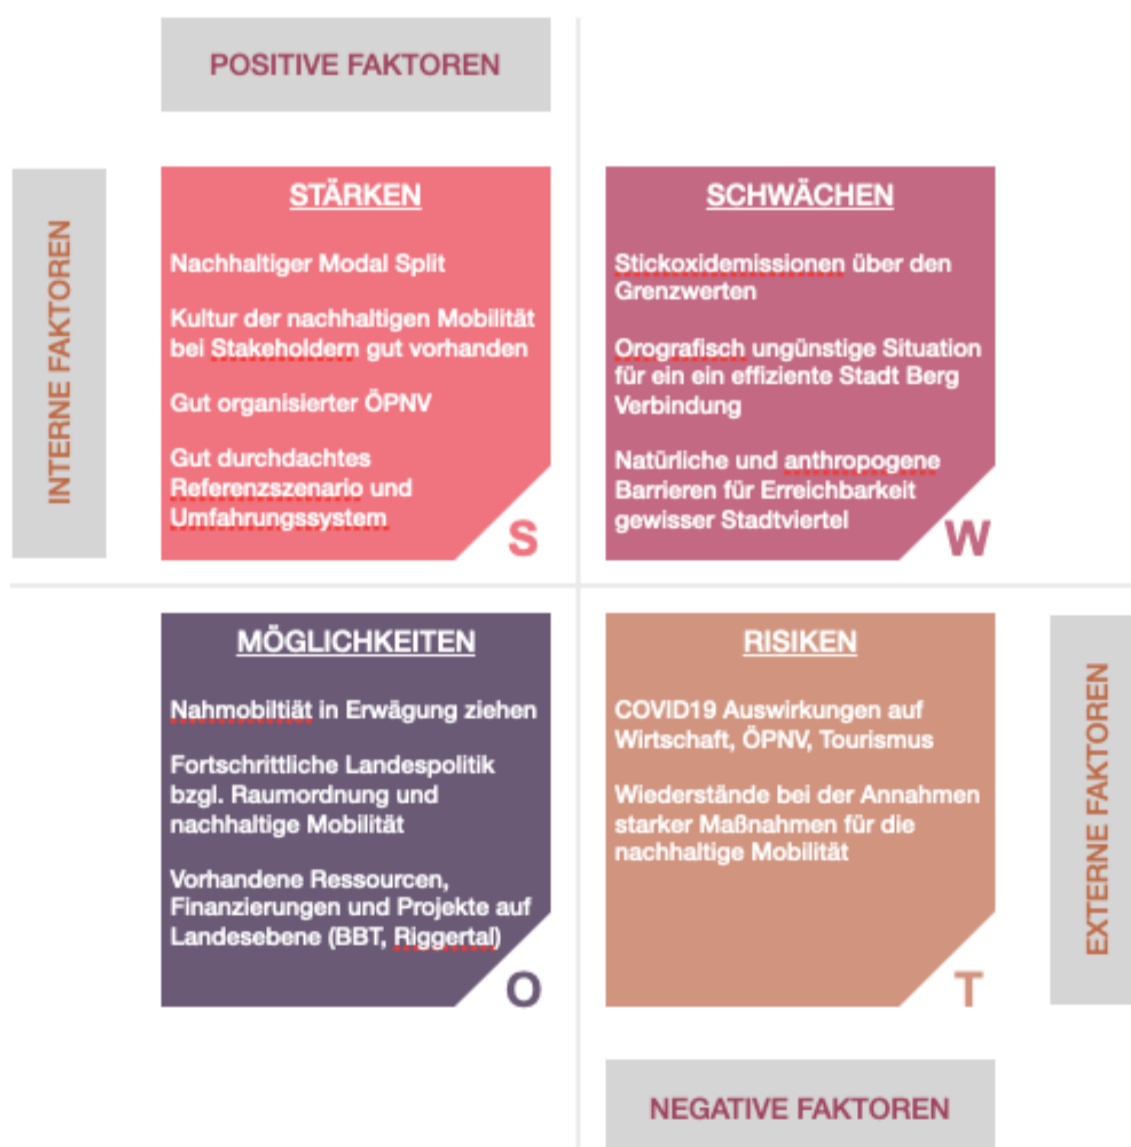 POSITIVE FAKTOREN
INTERNE FAKTOREN
STÄRKEN
Nachhaltiger Modal Split
Kultur der nachhaltigen Mobilität
bei Stakeholdern gut vorhanden
Gut organisierter ÖPNV
Gut durchdachtes
Referenzszenario und
Umfahrungssystem
S
SCHWÄCHEN
Stickoxidemissionen über den
Grenzwerten
Orografisch ungünstige Situation
für ein ein effiziente Stadt Berg
Verbindung
Natürliche und anthropogene
Barrieren für Erreichbarkeit
gewisser Stadtviertel
W
MÖGLICHKEITEN
Nahmobiltiät in Erwägung ziehen
Fortschrittliche Landespolitik
bzgl. Raumordnung und
nachhaltige Mobilität
Vorhandene Ressourcen,
Finanzierungen und Projekte auf
Landesebene (BBT, Riggertal)
O
RISIKEN
COVID19 Auswirkungen auf
Wirtschaft, ÖPNV, Tourismus
Wiederstände bei der Annahmen
starker Maßnahmen für die
nachhaltige Mobilität
T
EXTERNE FAKTOREN
NEGATIVE FAKTOREN